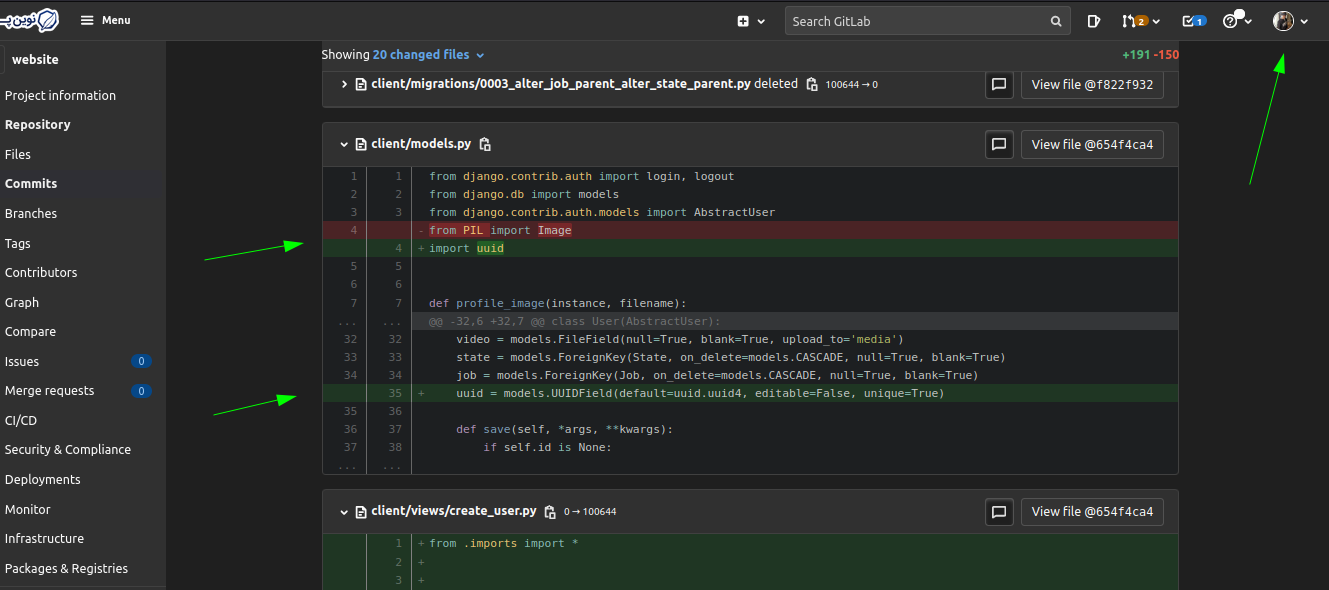 نوین‌پ
Menu
Search GitLab
2
1
website
Project information
Repository
Files
Commits
Branches
Tags
Contributors
Graph
Compare
Issues 0
Merge requests 0
CI/CD
Security & Compliance
Deployments
Monitor
Infrastructure
Packages & Registries
Showing 20 changed files +191 -150
client/migrations/0003_alter_job_parent_alter_state_parent.py deleted 100644 → 0 View file @f822f932
client/models.py View file @654f4ca4
1 1 from django.contrib.auth import login, logout
2 2 from django.db import models
3 3 from django.contrib.auth.models import AbstractUser
4 - from PIL import Image
4 + import uuid
5 5
6 6
7 7 def profile_image(instance, filename):
... ... @@ -32,6 +32,7 @@ class User(AbstractUser):
32 32 video = models.FileField(null=True, blank=True, upload_to='media')
33 33 state = models.ForeignKey(State, on_delete=models.CASCADE, null=True, blank=True)
34 34 job = models.ForeignKey(Job, on_delete=models.CASCADE, null=True, blank=True)
35 + uuid = models.UUIDField(default=uuid.uuid4, editable=False, unique=True)
35 36
36 37 def save(self, *args, **kwargs):
37 38 if self.id is None:
... ...
client/views/create_user.py 0 → 100644 View file @654f4ca4
1 + from .imports import *
2 +
3 +